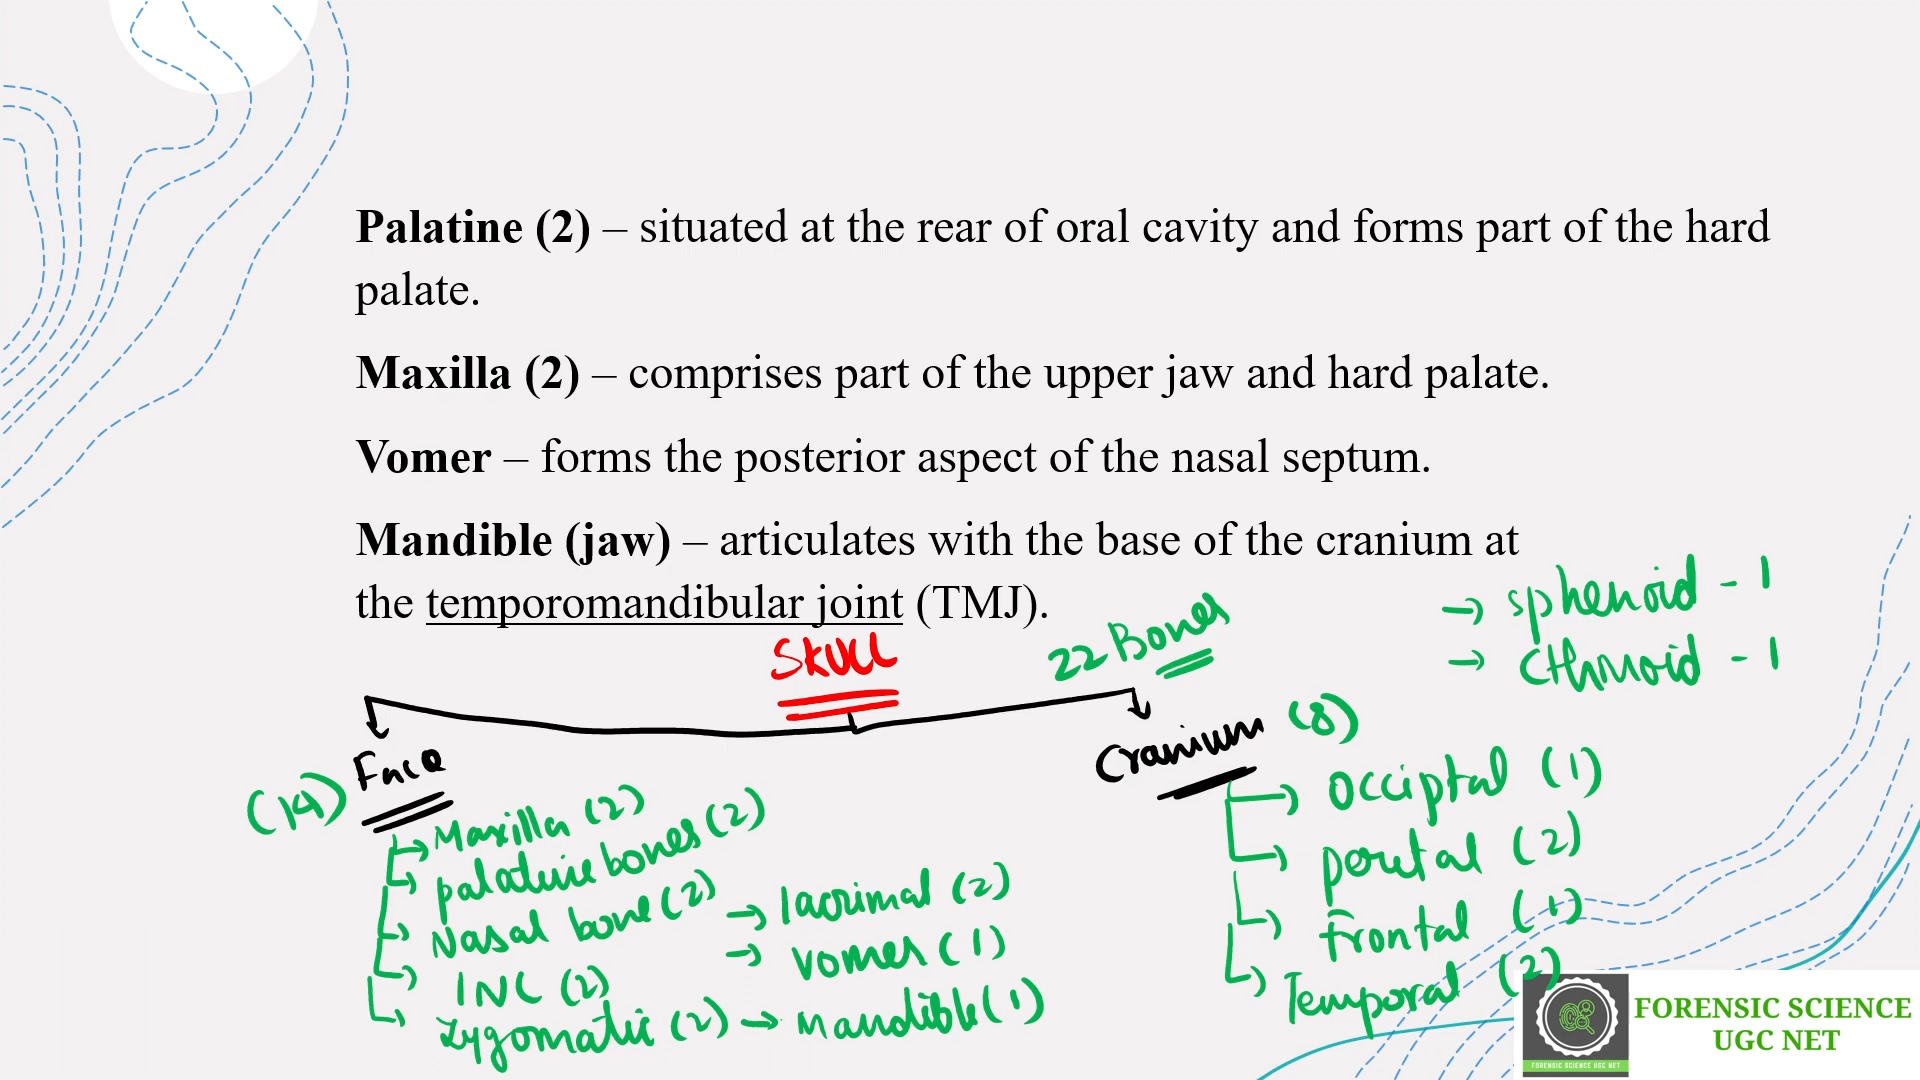 Palatine (2) – situated at the rear of oral cavity and forms part of the hard
palate.
Maxilla (2) – comprises part of the upper jaw and hard palate.
Vomer – forms the posterior aspect of the nasal septum.
Mandible (jaw) – articulates with the base of the cranium at
the temporomandibular joint (TMJ).
SKULL
22 Bones
→ sphenoid - 1
→ Ethmoid - 1
(14) Face
→ Maxilla (2)
→ palatine bones (2)
→ Nasal bone (2)
→ INC (2)
→ Zygomatic (2)
→ lacrimal (2)
→ vomer (1)
→ Mandible (1)
Cranium (8)
→ Occiptal (1)
→ perital (2)
→ Frontal (1)
→ Temporal (2)
FORENSIC SCIENCE
UGC NET
FORENSIC SCIENCE UGC NET